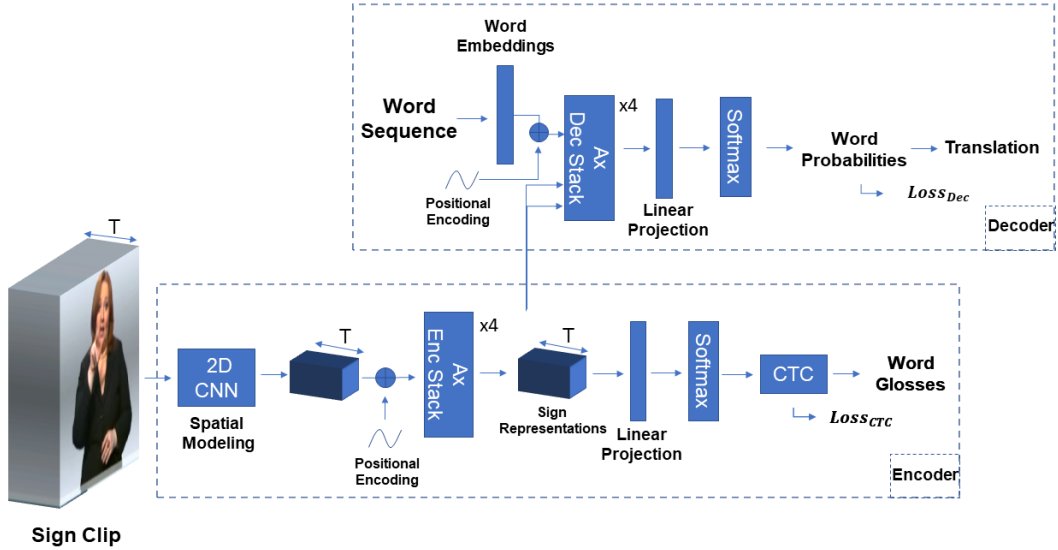 Word
Embeddings
Word
Sequence
Positional
Encoding
Ax
Dec Stack
x4
Linear
Projection
Softmax
Word
Probabilities
Translation
Loss_Dec
Decoder
T
Sign Clip
2D
CNN
Spatial
Modeling
T
Positional
Encoding
Ax
Enc Stack
x4
T
Sign
Representations
Linear
Projection
Softmax
CTC
Word
Glosses
Loss_CTC
Encoder